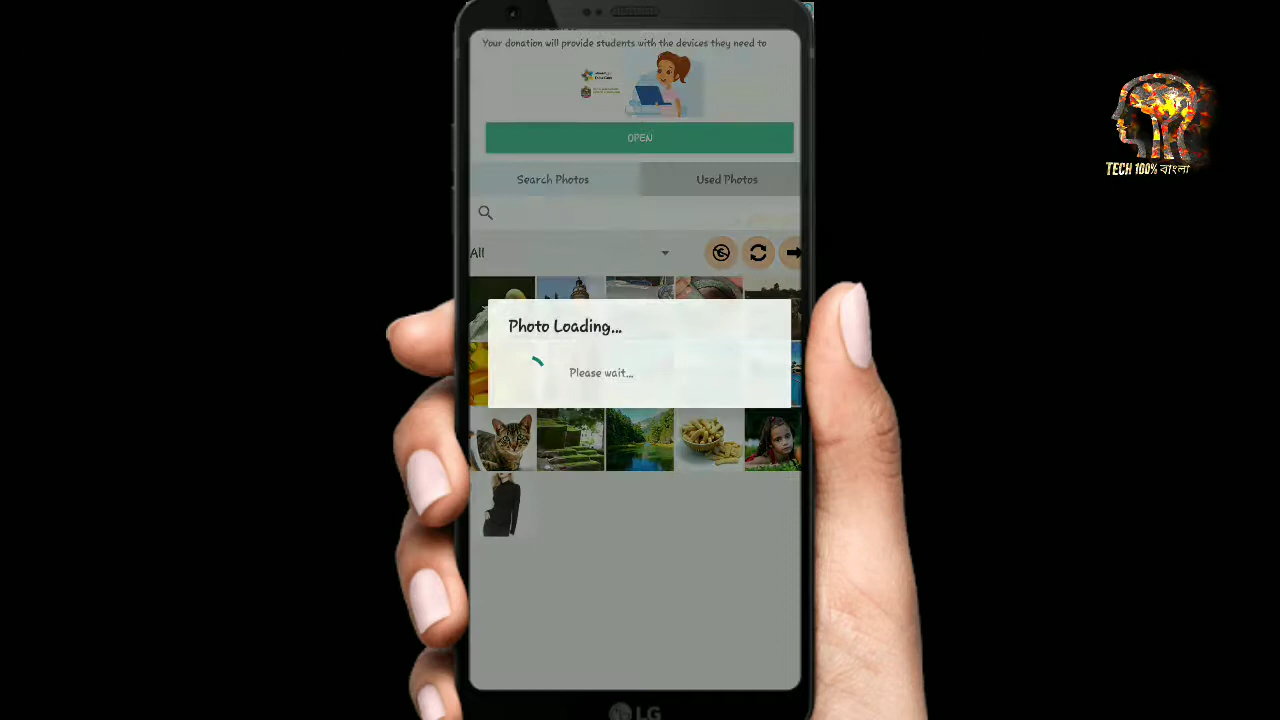 Your donation will provide students with the devices they need to
OPEN
Search Photos
Used Photos
All
Photo Loading...
Please wait...
TECH 100% বাংলা
LG